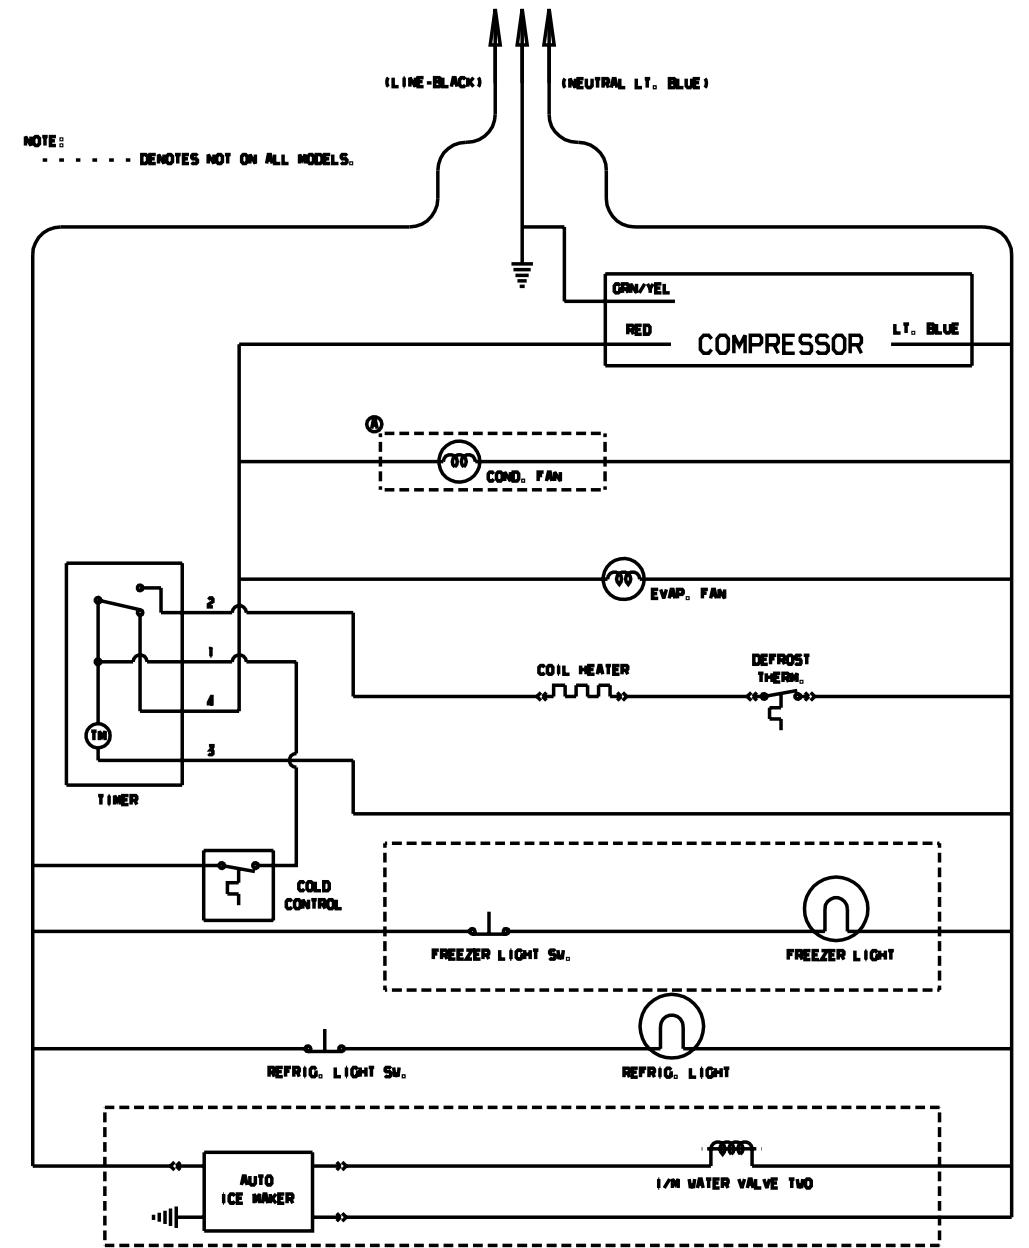 (LINE-BLACK)
(NEUTRAL LT. BLUE)
NOTE:
- - - - - - DENOTES NOT ON ALL MODELS.
GRN/YEL
RED
COMPRESSOR
LT. BLUE
A
COND. FAN
EVAP. FAN
2
1
4
3
TM
TIMER
COIL HEATER
DEFROST
THERM.
COLD
CONTROL
FREEZER LIGHT SW.
FREEZER LIGHT
REFRIG. LIGHT SW.
REFRIG. LIGHT
AUTO
ICE MAKER
I/M WATER VALVE TWO